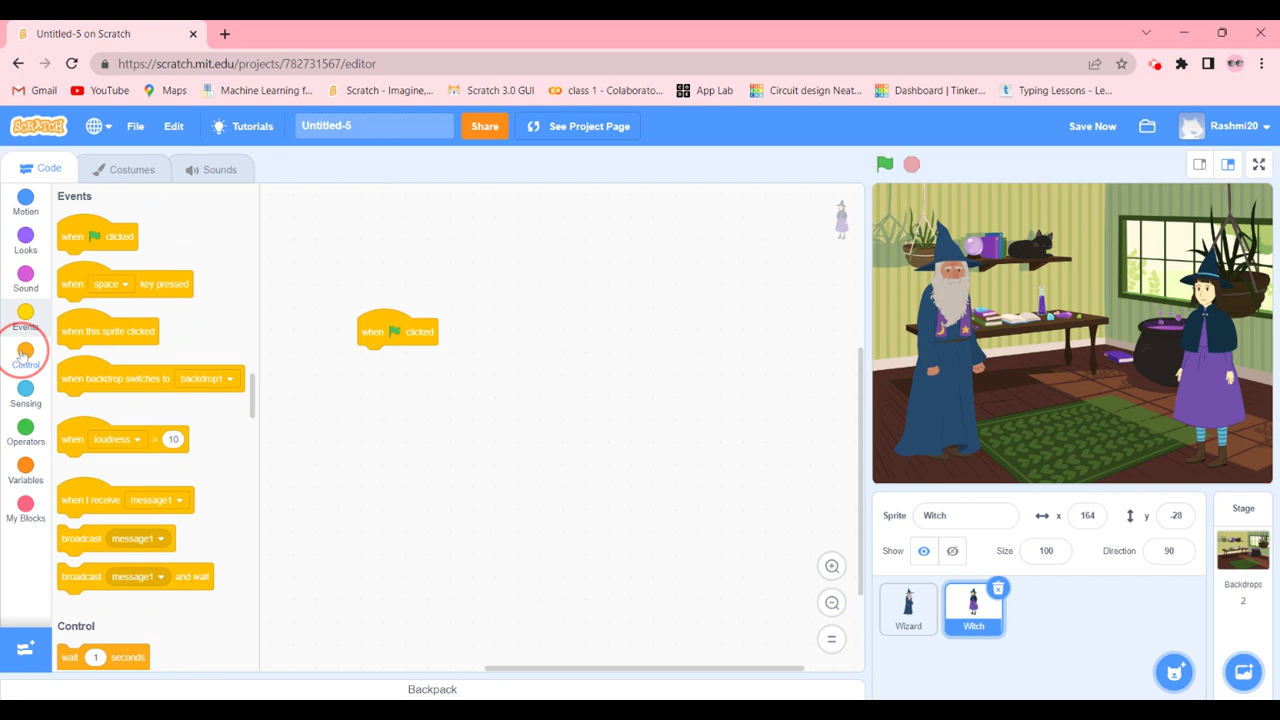 Untitled-5 on Scratch
https://scratch.mit.edu/projects/782731567/editor
Gmail YouTube Maps Machine Learning f... Scratch - Imagine,... Scratch 3.0 GUI class 1 - Colaborato... App Lab Circuit design Neat... Dashboard | Tinker... Typing Lessons - Le...
SCRATCH File Edit Tutorials Untitled-5 Share See Project Page Save Now Rashmi20
Code Costumes Sounds
Motion
Looks
Sound
Events
Control
Sensing
Operators
Variables
My Blocks
Events
when clicked
when space key pressed
when this sprite clicked
when backdrop switches to backdrop1
when loudness > 10
when I receive message1
broadcast message1
broadcast message1 and wait
Control
wait 1 seconds
when clicked
Sprite Witch x 164 y -28
Show Size 100 Direction 90
Wizard
Witch
Stage
Backdrops
2
Backpack